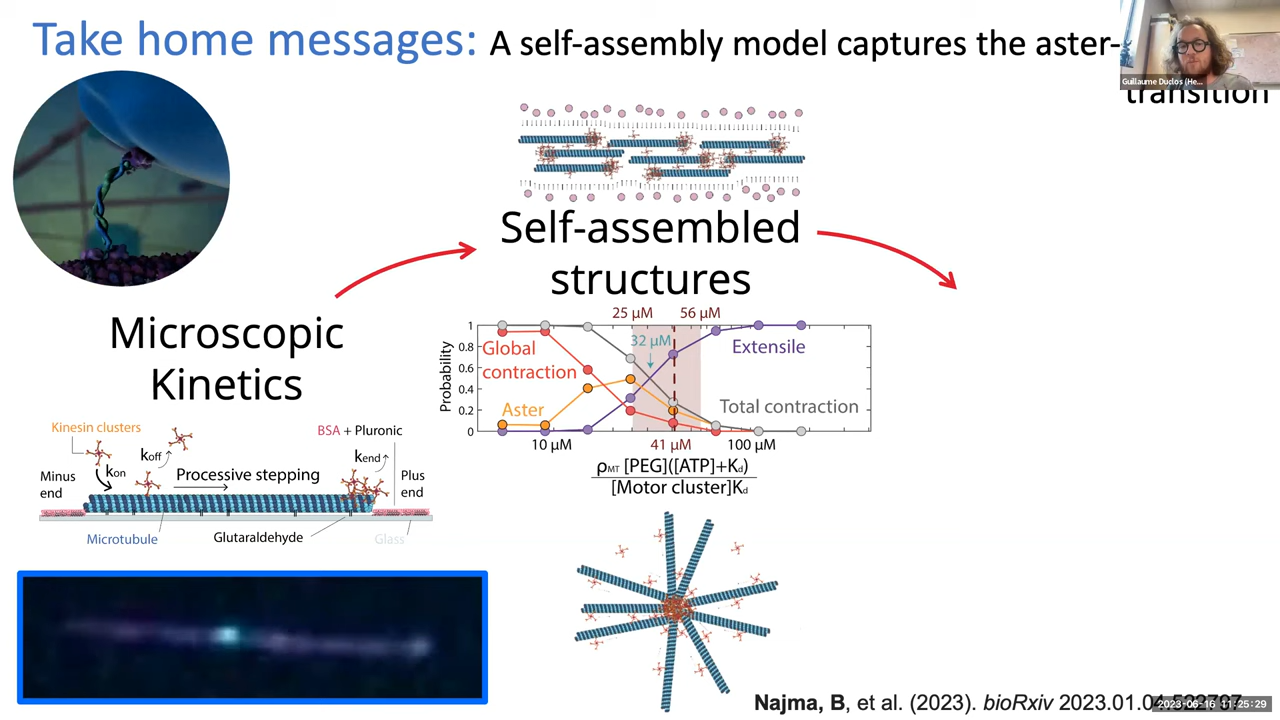 Take home messages: A self-assembly model captures the aster-
transition
Guillaume Duclos (He...
Self-assembled
structures
Microscopic
Kinetics
25 µM
56 µM
32 µM
Probability
1
0.8
0.6
0.4
0.2
0
Global
contraction
Aster
Extensile
Total contraction
10 µM
41 µM
100 µM
ρMT [PEG]([ATP]+Kd)
[Motor cluster]Kd
Kinesin clusters
BSA + Pluronic
koff
kon
kend
Processive stepping
Minus
end
Plus
end
Microtubule
Glutaraldehyde
Glass
Najma, B, et al. (2023). bioRxiv 2023.01.04.522797
2023-06-16 11:25:29